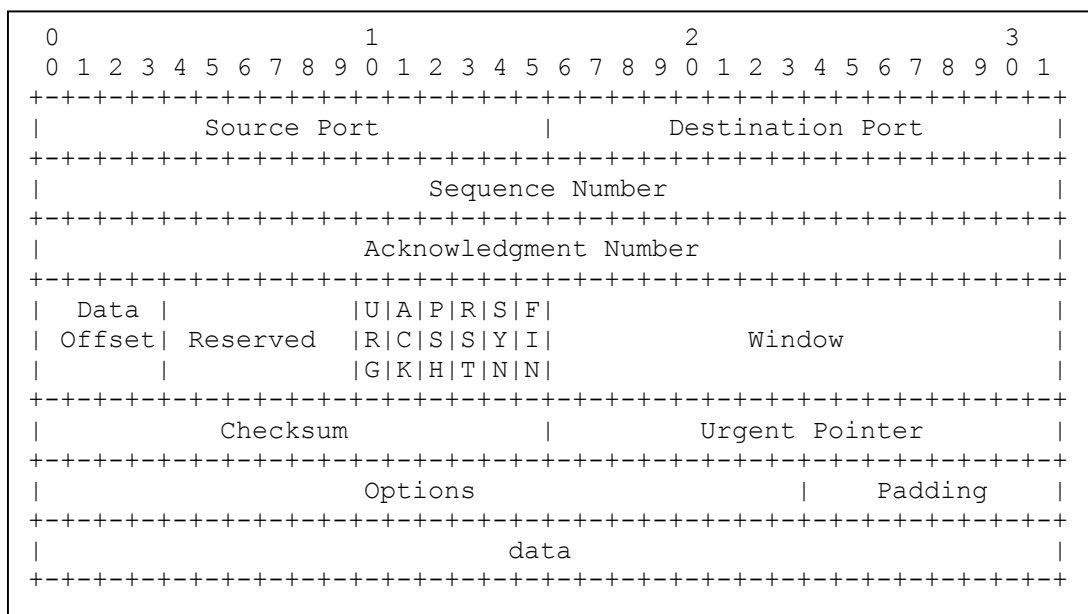 0                   1                   2                   3
 0 1 2 3 4 5 6 7 8 9 0 1 2 3 4 5 6 7 8 9 0 1 2 3 4 5 6 7 8 9 0 1
+-+-+-+-+-+-+-+-+-+-+-+-+-+-+-+-+-+-+-+-+-+-+-+-+-+-+-+-+-+-+-+-+
|          Source Port          |       Destination Port        |
+-+-+-+-+-+-+-+-+-+-+-+-+-+-+-+-+-+-+-+-+-+-+-+-+-+-+-+-+-+-+-+-+
|                        Sequence Number                        |
+-+-+-+-+-+-+-+-+-+-+-+-+-+-+-+-+-+-+-+-+-+-+-+-+-+-+-+-+-+-+-+-+
|                    Acknowledgment Number                      |
+-+-+-+-+-+-+-+-+-+-+-+-+-+-+-+-+-+-+-+-+-+-+-+-+-+-+-+-+-+-+-+-+
|  Data |           |U|A|P|R|S|F|                               |
| Offset| Reserved  |R|C|S|S|Y|I|            Window             |
|       |           |G|K|H|T|N|N|                               |
+-+-+-+-+-+-+-+-+-+-+-+-+-+-+-+-+-+-+-+-+-+-+-+-+-+-+-+-+-+-+-+-+
|           Checksum            |         Urgent Pointer        |
+-+-+-+-+-+-+-+-+-+-+-+-+-+-+-+-+-+-+-+-+-+-+-+-+-+-+-+-+-+-+-+-+
|                    Options                    |    Padding    |
+-+-+-+-+-+-+-+-+-+-+-+-+-+-+-+-+-+-+-+-+-+-+-+-+-+-+-+-+-+-+-+-+
|                             data                              |
+-+-+-+-+-+-+-+-+-+-+-+-+-+-+-+-+-+-+-+-+-+-+-+-+-+-+-+-+-+-+-+-+